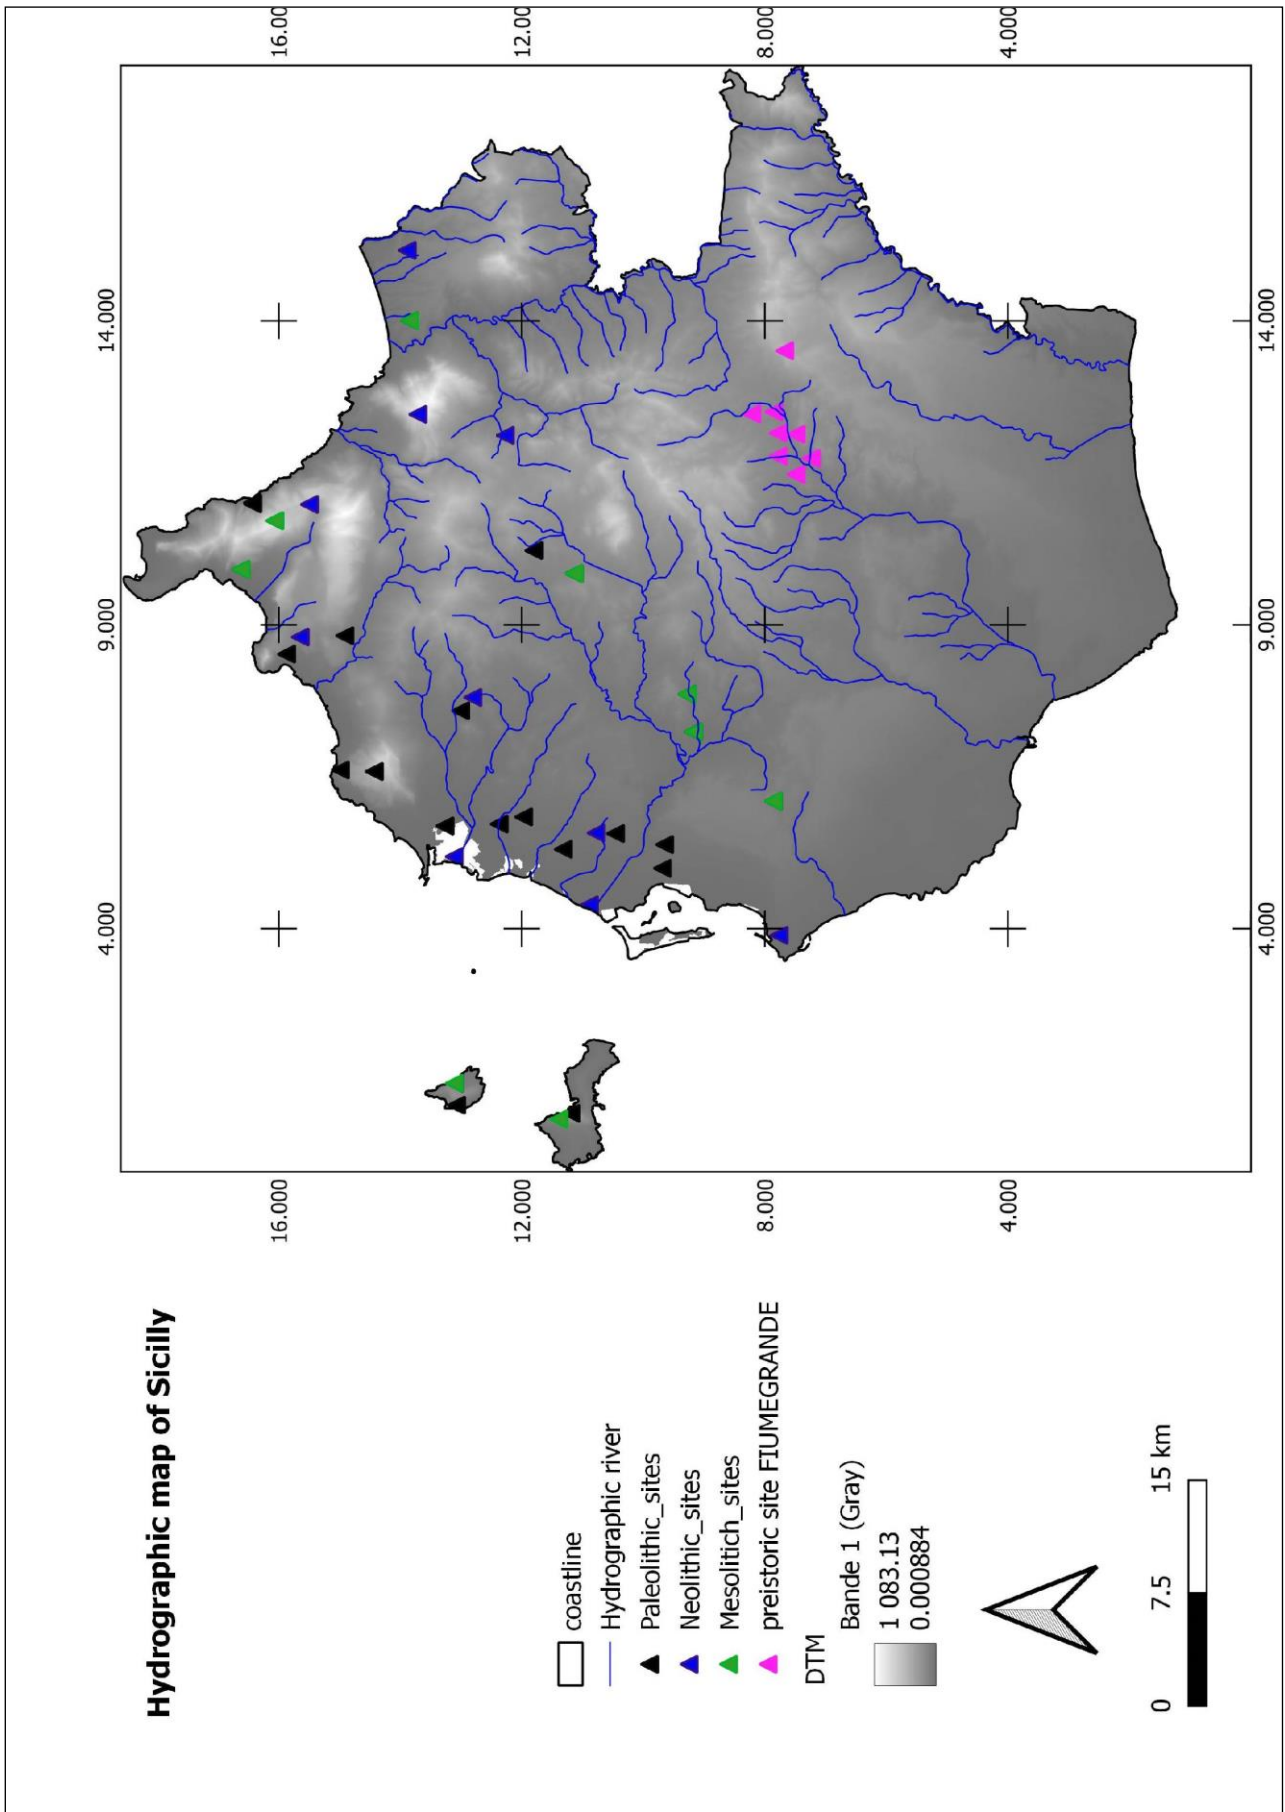 Hydrographic map of Sicilly
coastline
Hydrographic river
Paleolithic_sites
Neolithic_sites
Mesolitich_sites
preistoric site FIUMEGRANDE
DTM
Bande 1 (Gray)
1 083.13
0.000884
0 7.5 15 km
4.000 9.000 14.000
16.000 16.00
12.000 12.00
8.000 8.000
4.000 4.000
4.000 9.000 14.000